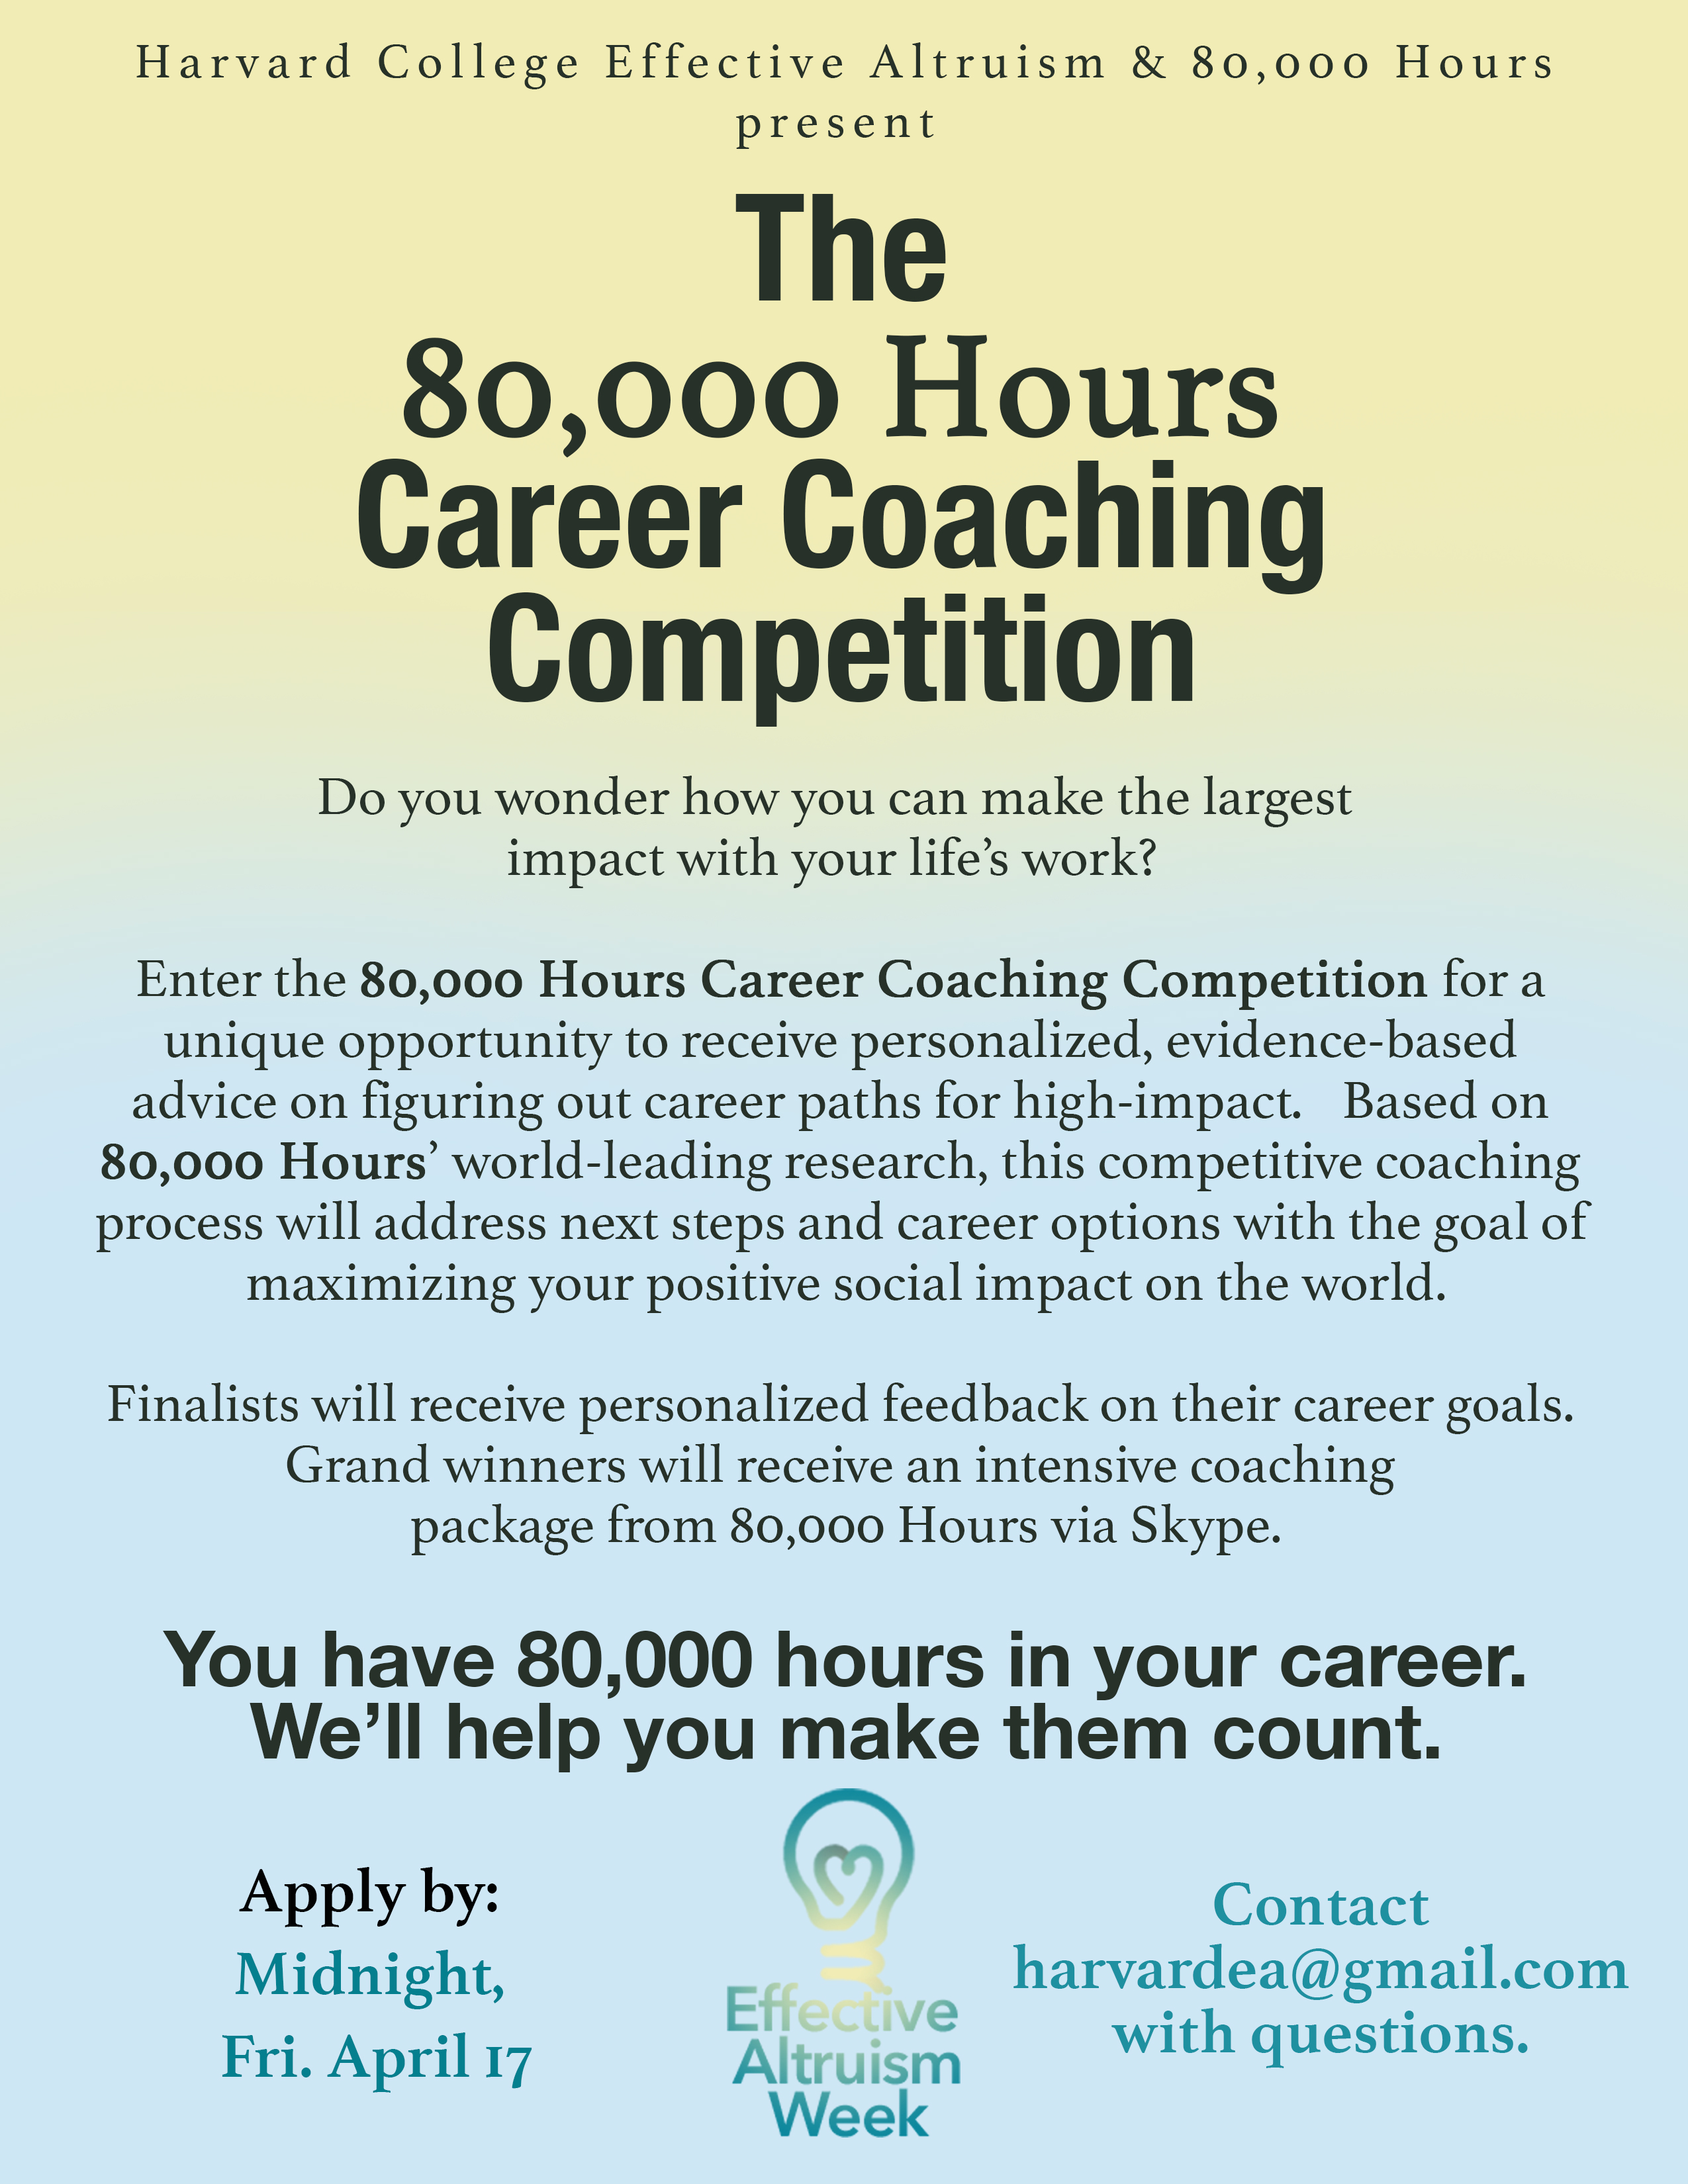 Harvard College Effective Altruism & 80,000 Hours
present
The
80,000 Hours
Career Coaching
Competition
Do you wonder how you can make the largest
impact with your life’s work?
Enter the 80,000 Hours Career Coaching Competition for a
unique opportunity to receive personalized, evidence-based
advice on figuring out career paths for high-impact.   Based on
80,000 Hours’ world-leading research, this competitive coaching
process will address next steps and career options with the goal of
maximizing your positive social impact on the world.
Finalists will receive personalized feedback on their career goals.
Grand winners will receive an intensive coaching
package from 80,000 Hours via Skype.
You have 80,000 hours in your career.
We’ll help you make them count.
Apply by:
Midnight,
Fri. April 17
Effective
Altruism
Week
Contact
harvardea@gmail.com
with questions.